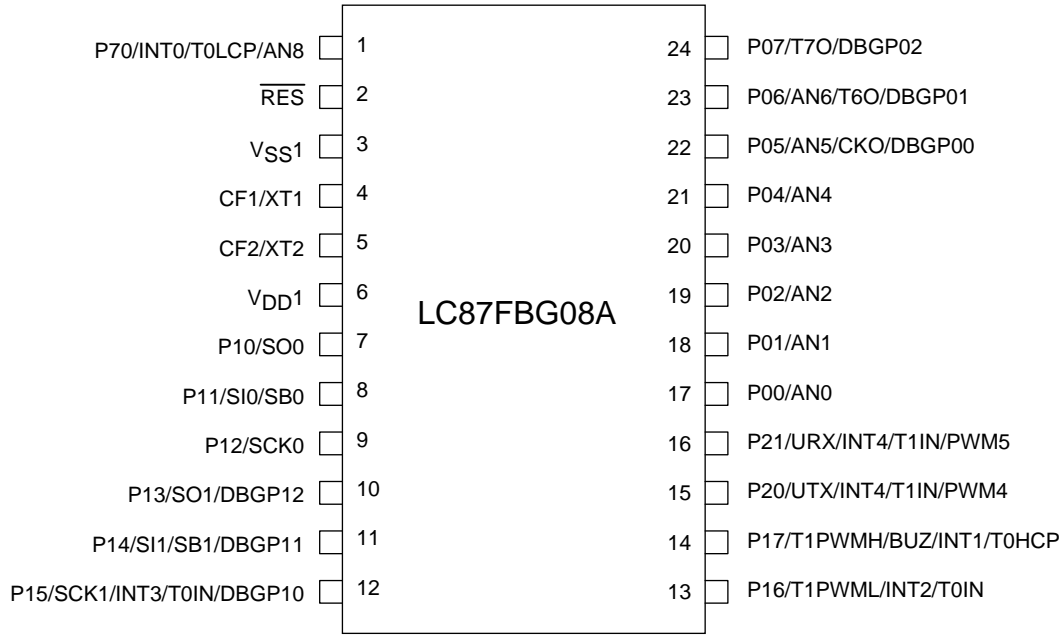 P70/INT0/T0LCP/AN8 1 24 P07/T7O/DBGP02
RES 2 23 P06/AN6/T6O/DBGP01
VSS1 3 22 P05/AN5/CKO/DBGP00
CF1/XT1 4 21 P04/AN4
CF2/XT2 5 20 P03/AN3
VDD1 6 19 P02/AN2
LC87FBG08A
P10/SO0 7 18 P01/AN1
P11/SI0/SB0 8 17 P00/AN0
P12/SCK0 9 16 P21/URX/INT4/T1IN/PWM5
P13/SO1/DBGP12 10 15 P20/UTX/INT4/T1IN/PWM4
P14/SI1/SB1/DBGP11 11 14 P17/T1PWMH/BUZ/INT1/T0HCP
P15/SCK1/INT3/T0IN/DBGP10 12 13 P16/T1PWML/INT2/T0IN